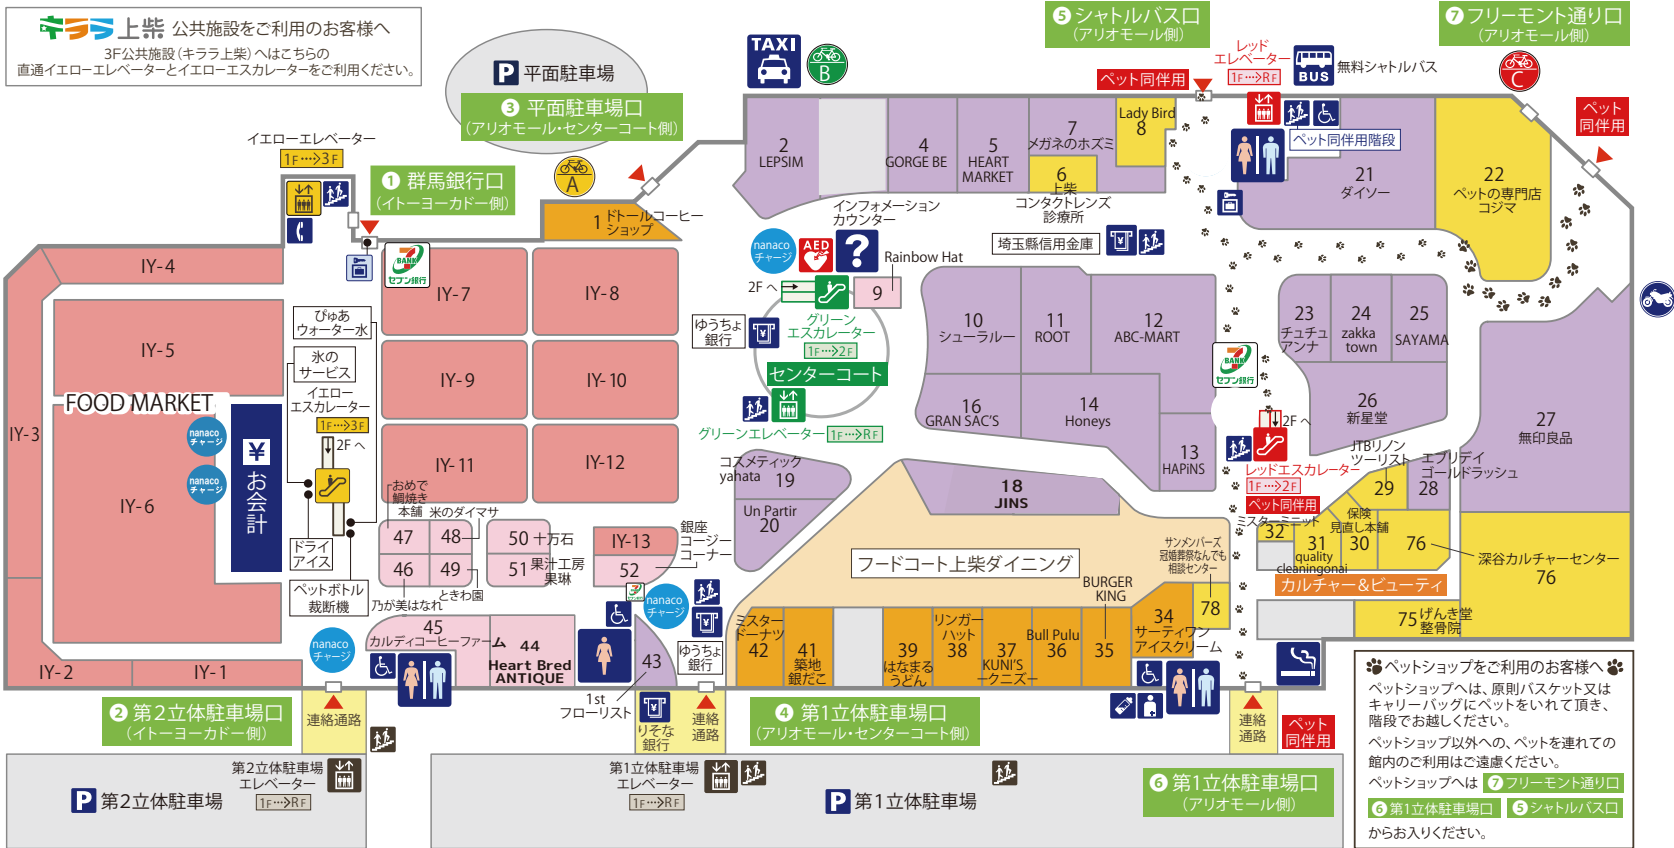 キララ上柴 公共施設をご利用のお客様へ
3F公共施設（キララ上柴）へはこちらの
直通イエローエレベーターとイエローエスカレーターをご利用ください。
P 平面駐車場
❸ 平面駐車場口
（アリオモール・センターコート側）
TAXI
B
❺ シャトルバス口
（アリオモール側）
❼ フリーモント通り口
（アリオモール側）
C
ペット同伴用
レッド
エレベーター
1F…>RF
BUS
無料シャトルバス
ペット
同伴用
ペット同伴用階段
イエローエレベーター
1F…>3F
❶ 群馬銀行口
（イトーヨーカドー側）
A
1 ドトールコーヒー
ショップ
2
LEPSIM
4
GORGE BE
5
HEART
MARKET
7
メガネのホズミ
6
上柴
コンタクトレンズ
診療所
Lady Bird
8
21
ダイソー
22
ペットの専門店
コジマ
インフォメーション
カウンター
nanaco
チャージ
AED
?
埼玉縣信用金庫
¥
Rainbow Hat
9
2F へ
グリーン
エスカレーター
1F…>2F
センターコート
グリーンエレベーター 1F…>RF
ゆうちょ
銀行
¥
7
BANK
セブン銀行
IY-4
IY-5
IY-3
IY-6
IY-2
IY-1
IY-7
IY-8
IY-9
IY-10
IY-11
IY-12
IY-13
FOOD MARKET
nanaco
チャージ
nanaco
チャージ
¥
お会計
ぴゅあ
ウォーター水
氷の
サービス
イエロー
エスカレーター
1F…>3F
2F へ
ドライ
アイス
ペットボトル
裁断機
おめで
鯛焼き
本舗
47
米のダイマサ
48
46
乃が美はなれ
49
ときわ園
50 十万石
51 果汁工房
果琳
銀座
コージー
コーナー
52
セブン銀行
nanaco
チャージ
¥
ゆうちょ
銀行
10
シューラルー
11
ROOT
12
ABC-MART
16
GRAN SAC'S
14
Honeys
13
HAPiNS
7
BANK
セブン銀行
23
チュチュ
アンナ
24
zakka
town
25
SAYAMA
26
新星堂
27
無印良品
2F へ
レッドエスカレーター
1F…>2F
ペット同伴用
JTBリノン
ツーリスト
29
エブリデイ
ゴールドラッシュ
28
保険
見直し本舗
30
ミスターミニット
32
31
quality
cleaningonai
76
深谷カルチャーセンター
76
カルチャー＆ビューティ
75 げんき堂
整骨院
コスメティック
yahata
19
Un Partir
20
18
JINS
フードコート上柴ダイニング
サンメンバーズ
冠婚葬祭なんでも
相談センター
78
BURGER
KING
35
34
サーティワン
アイスクリーム
Bull Pulu
36
37
KUNI'S
ークニズー
リンガー
ハット
38
39
はなまる
うどん
41
築地
銀だこ
ミスター
ドーナツ
42
43
1st
フローリスト
44
Heart Bred
ANTIQUE
45
カルディコーヒーファーム
nanaco
チャージ
❷ 第2立体駐車場口
（イトーヨーカドー側）
連絡通路
¥
りそな
銀行
連絡
通路
❹ 第1立体駐車場口
（アリオモール・センターコート側）
連絡
通路
ペット
同伴用
P 第2立体駐車場
第2立体駐車場
エレベーター
1F…>RF
第1立体駐車場
エレベーター
1F…>RF
P 第1立体駐車場
❻ 第1立体駐車場口
（アリオモール側）
ペットショップをご利用のお客様へ
ペットショップへは、原則バスケット又は
キャリーバッグにペットをいれて頂き、
階段でお越しください。
ペットショップ以外への、ペットを連れての
館内のご利用はご遠慮ください。
ペットショップへは ❼フリーモント通り口
❻第1立体駐車場口 ❺シャトルバス口
からお入りください。